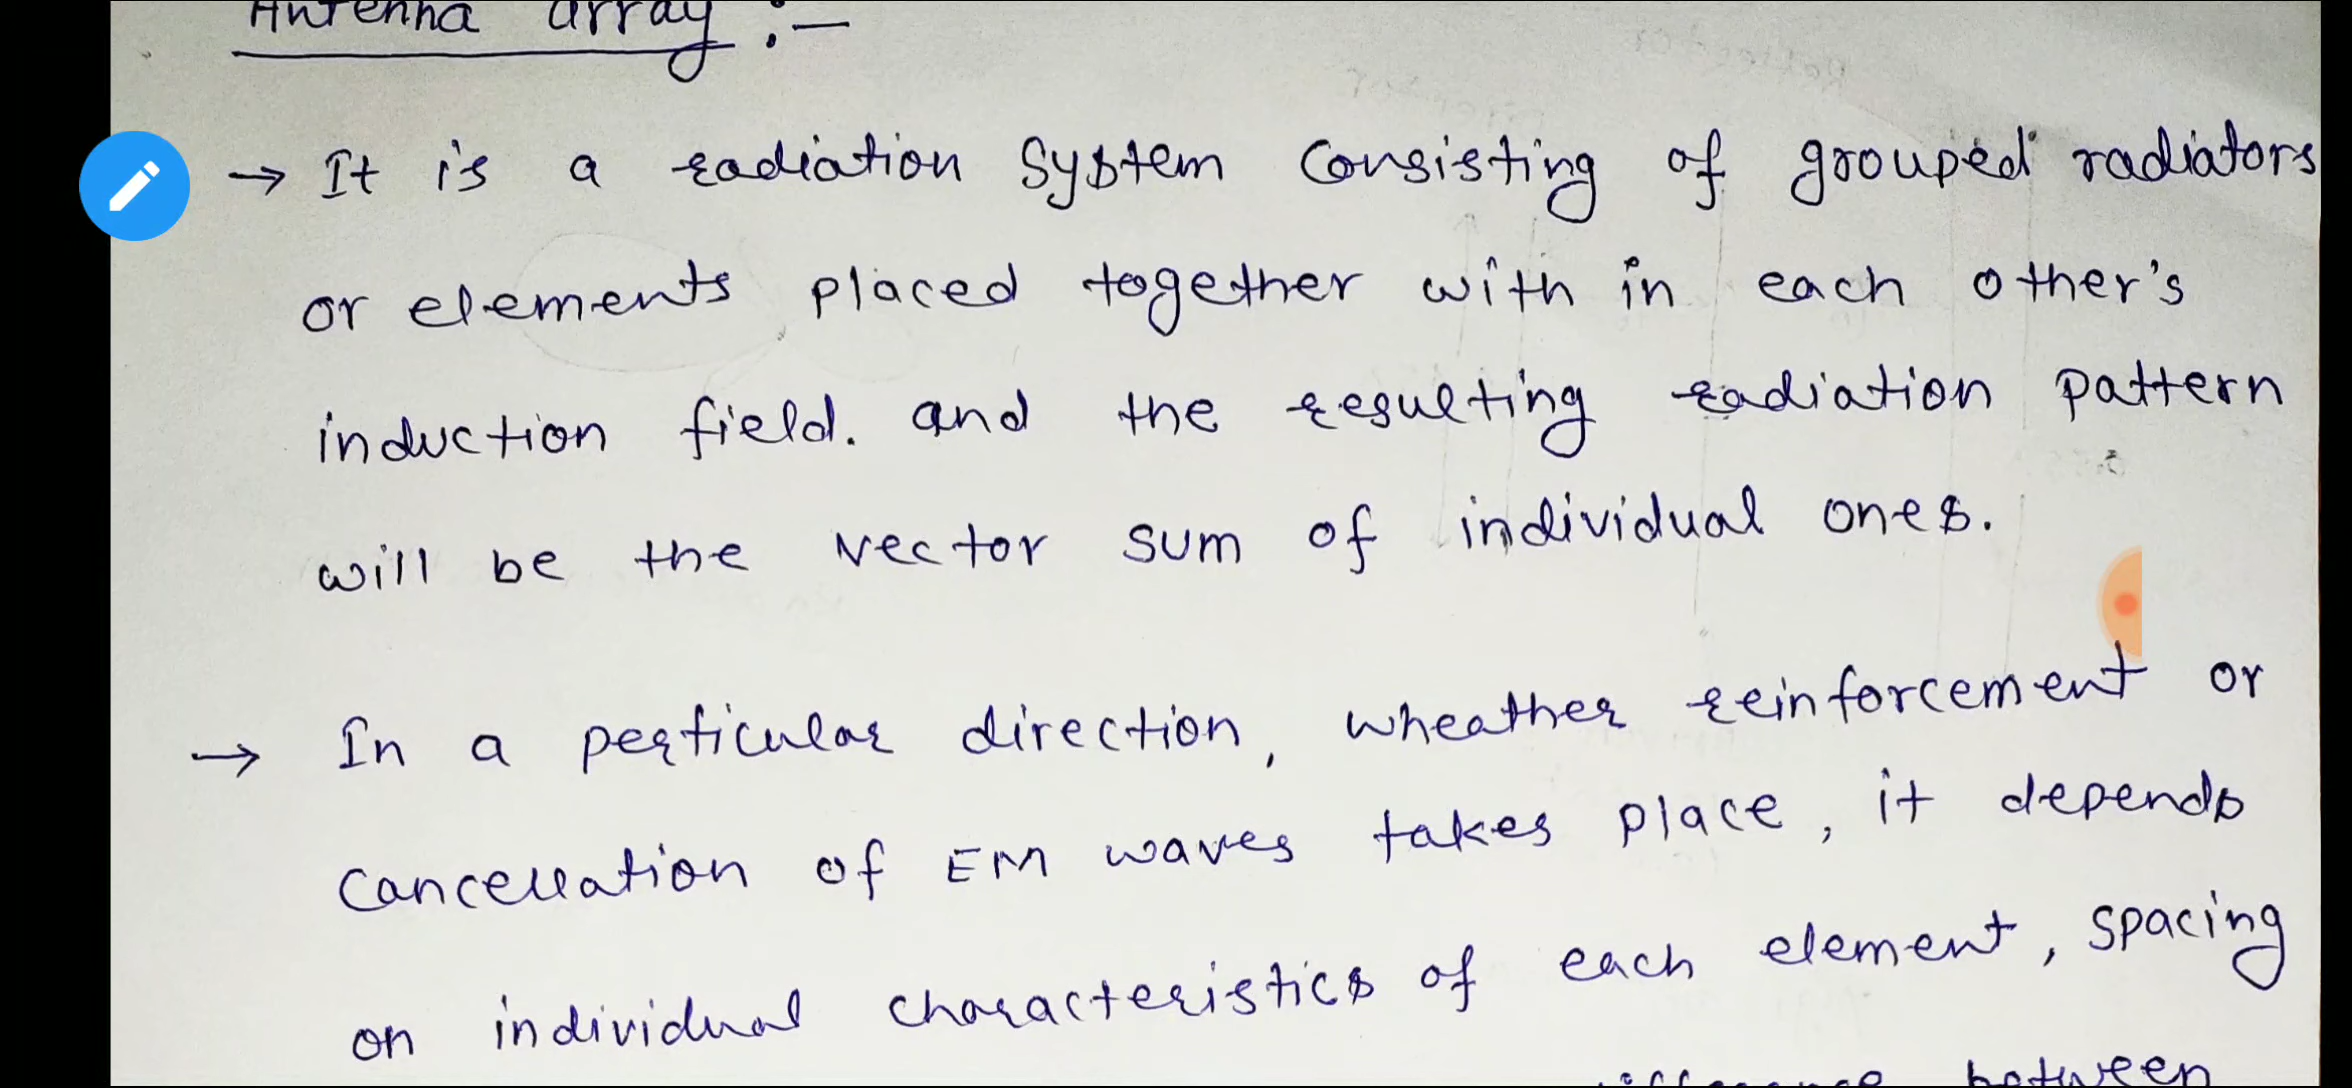 Antenna array :-
→ It is a radiation System Consisting of grouped radiators
or elements placed together with in each other's
induction field. and the resulting radiation pattern
will be the vector sum of individual ones.
→ In a perticular direction, wheather reinforcement or
Cancellation of EM waves takes place, it depends
on individual characteristics of each element, spacing
between